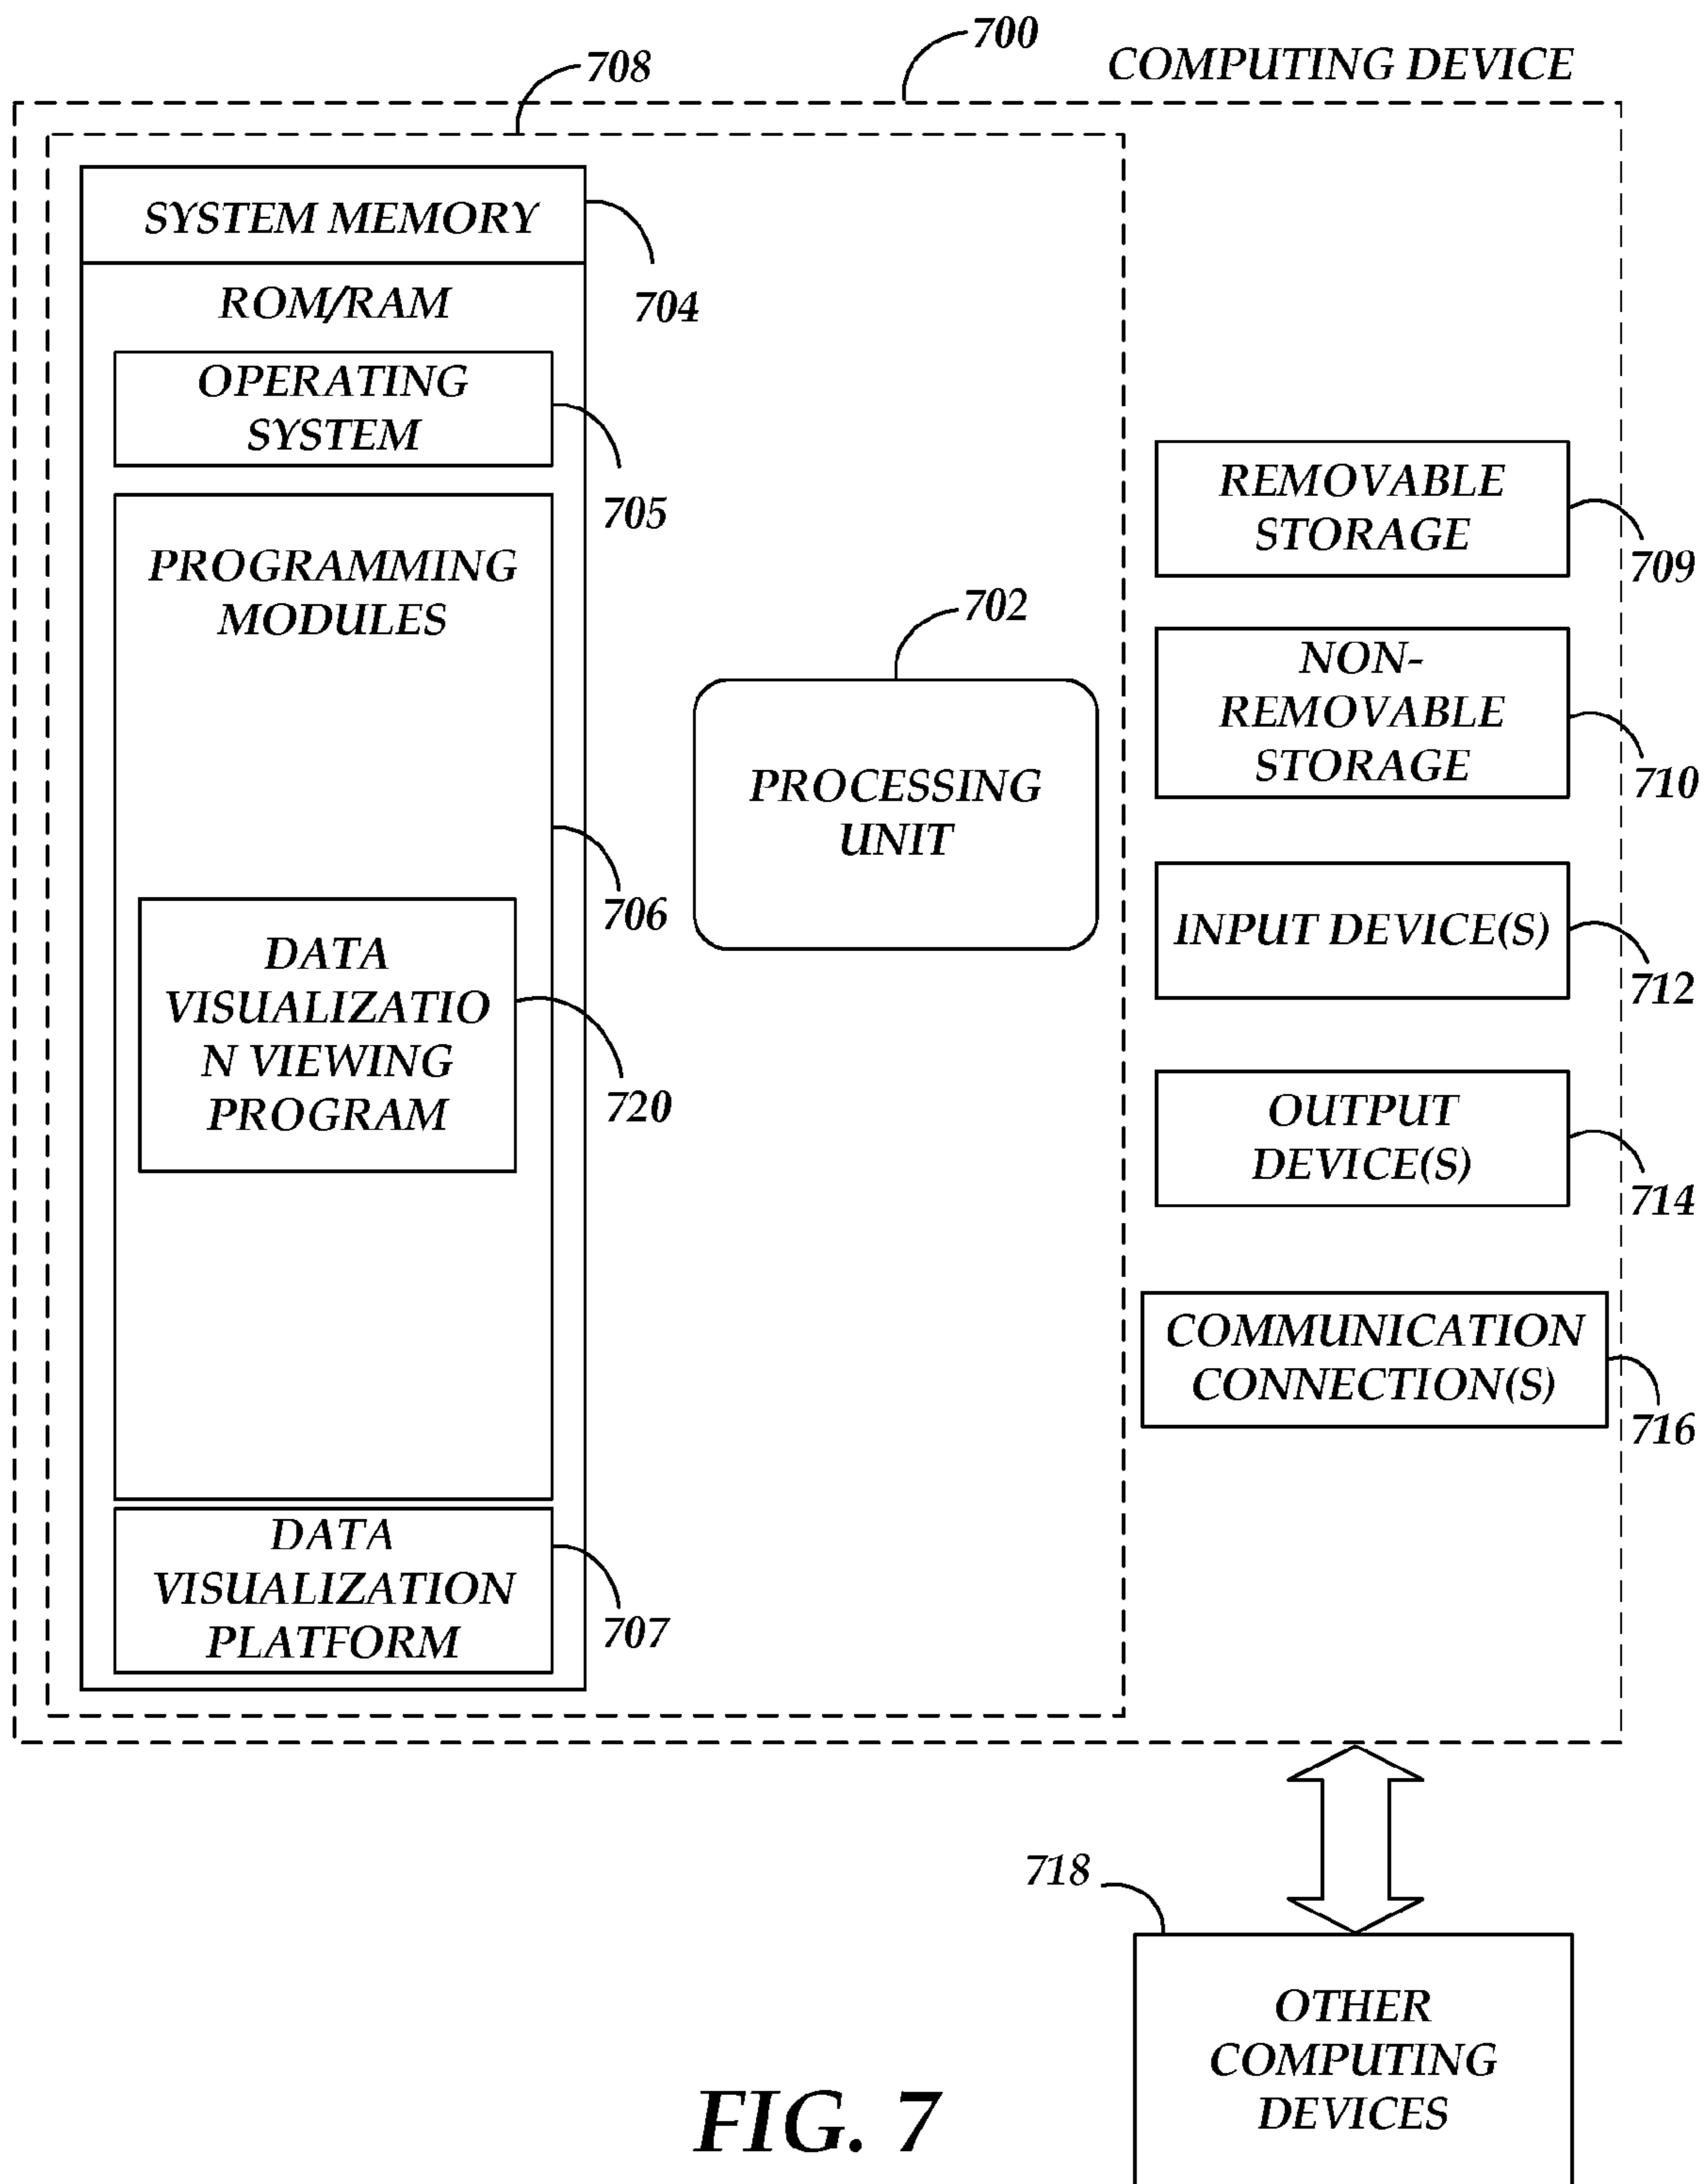 700
COMPUTING DEVICE
708
SYSTEM MEMORY
704
ROM/RAM
OPERATING
SYSTEM
705
PROGRAMMING
MODULES
706
DATA
VISUALIZATIO
N VIEWING
PROGRAM
720
DATA
VISUALIZATION
PLATFORM
707
702
PROCESSING
UNIT
REMOVABLE
STORAGE
709
NON-
REMOVABLE
STORAGE
710
INPUT DEVICE(S)
712
OUTPUT
DEVICE(S)
714
COMMUNICATION
CONNECTION(S)
716
718
OTHER
COMPUTING
DEVICES
FIG. 7